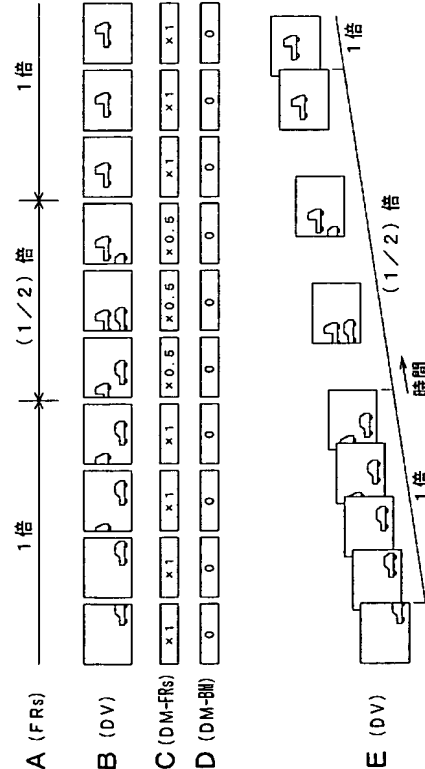 A (FRs) 1倍 (1/2)倍 1倍
B (DV)
C (DM-FRs) ×1 ×1 ×1 ×1 ×0.5 ×0.5 ×0.5 ×1 ×1 ×1
D (DM-BM) 0 0 0 0 0 0 0 0 0 0
E (DV)
1倍 時間 (1/2)倍 1倍